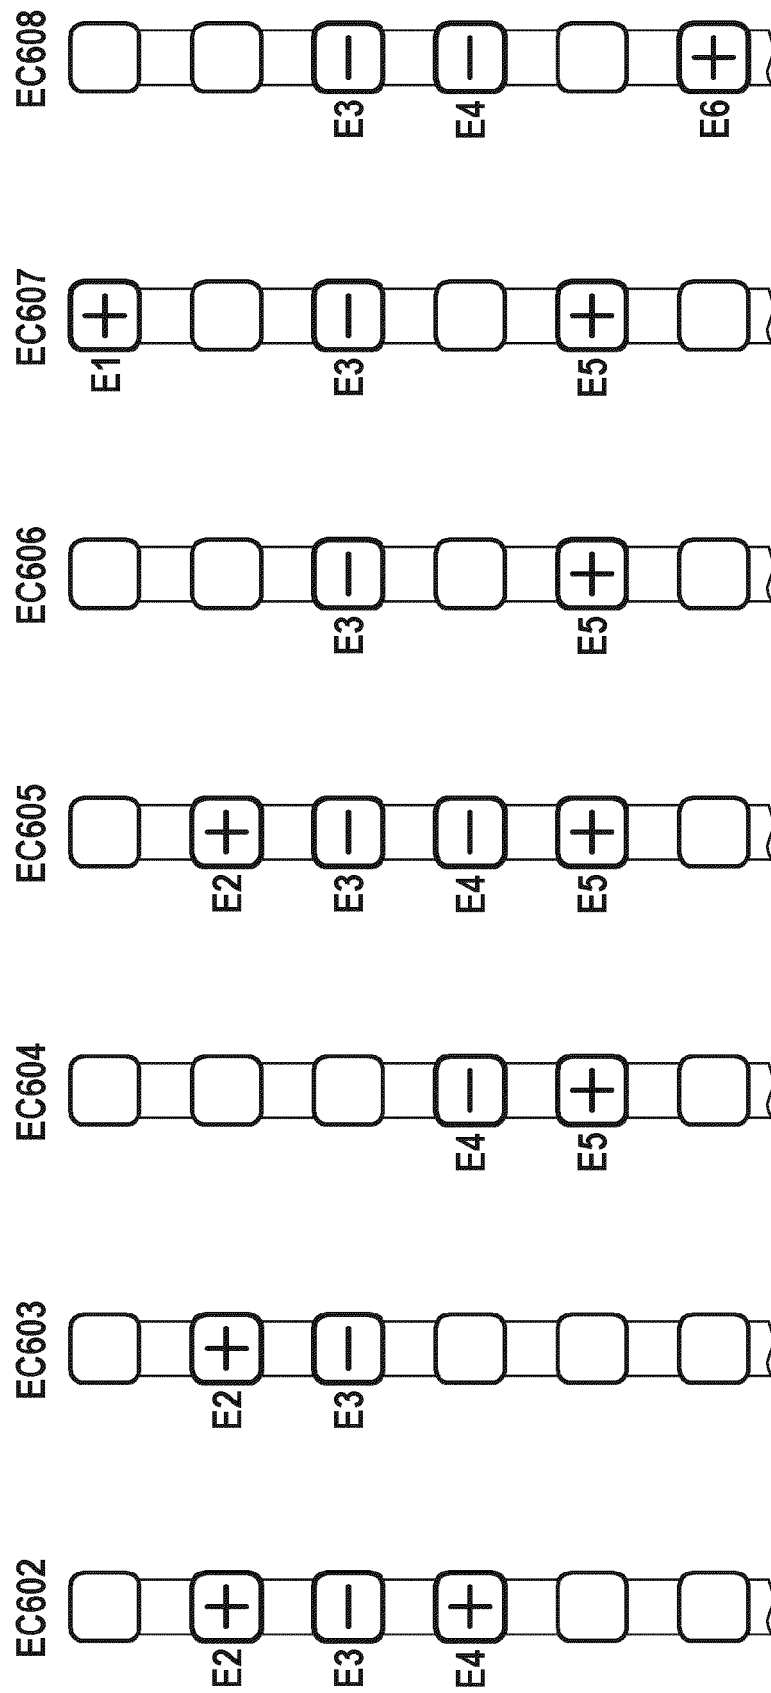 EC602
E2 +
E3 −
E4 +
EC603
E2 +
E3 −
EC604
E4 −
E5 +
EC605
E2 +
E3 −
E4 −
E5 +
EC606
E3 −
E5 +
EC607
E1 +
E3 −
E5 +
EC608
E3 −
E4 −
E6 +